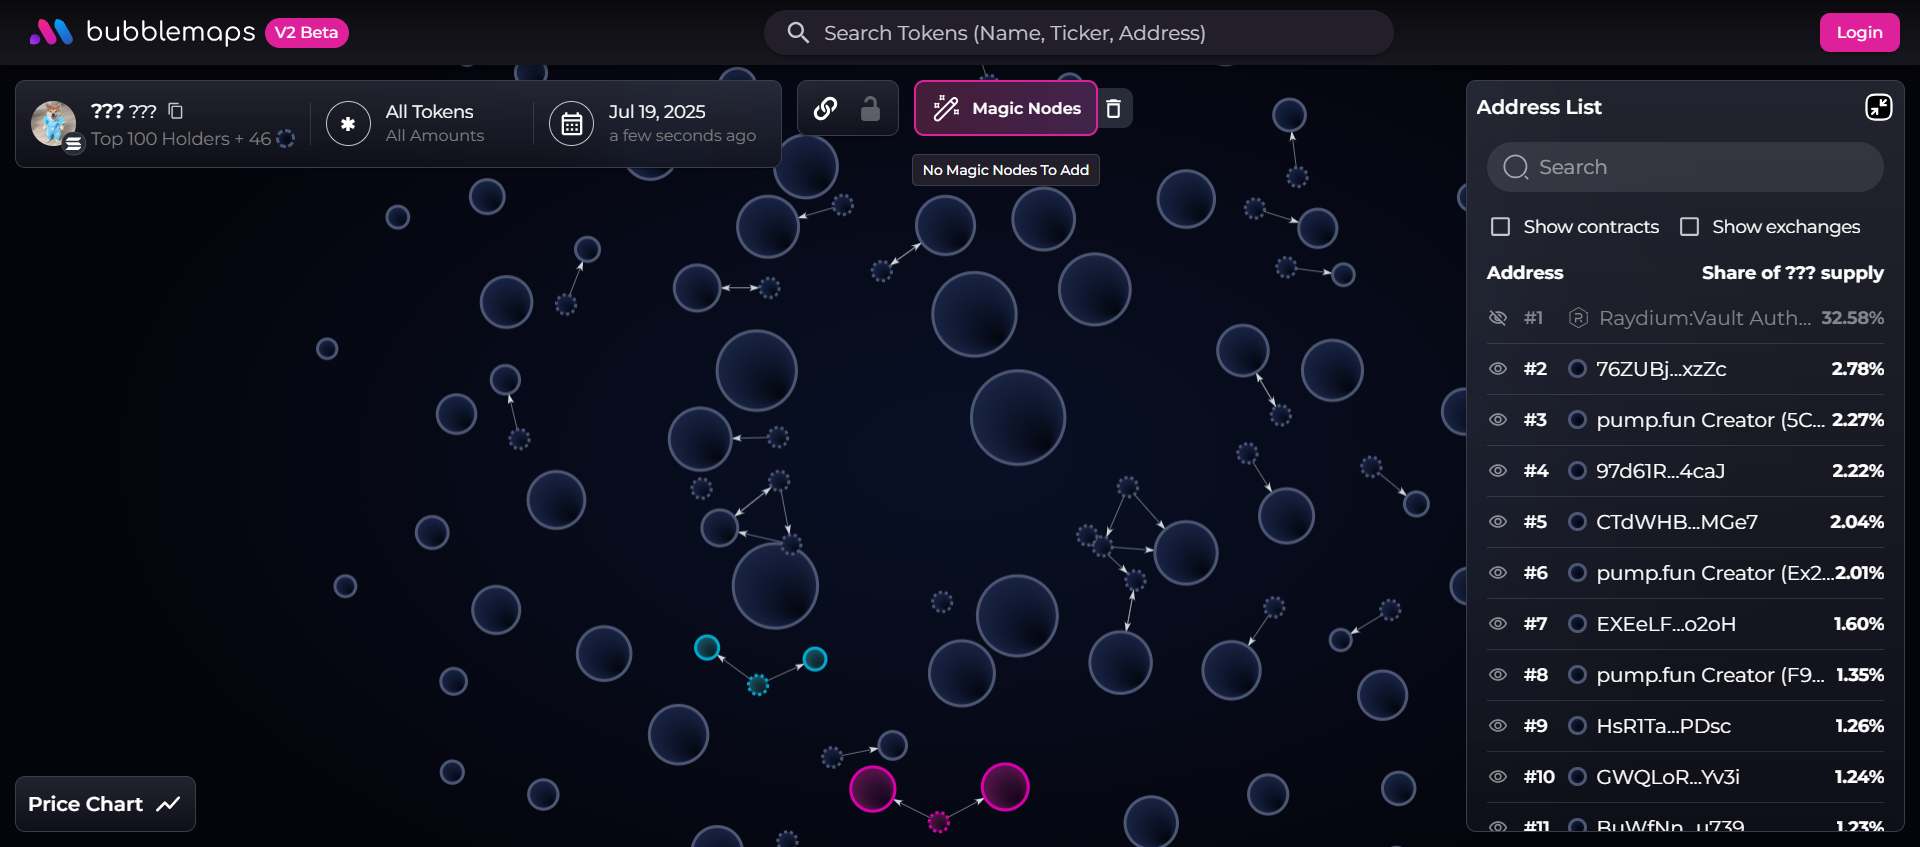 bubblemaps V2 Beta
Search Tokens (Name, Ticker, Address)
Login
??? ???
Top 100 Holders + 46
All Tokens
All Amounts
Jul 19, 2025
a few seconds ago
Magic Nodes
No Magic Nodes To Add
Address List
Search
Show contracts Show exchanges
Address Share of ??? supply
#1 Raydium:Vault Auth... 32.58%
#2 76ZUBj...xzZc 2.78%
#3 pump.fun Creator (5C... 2.27%
#4 97d61R...4caJ 2.22%
#5 CTdWHB...MGe7 2.04%
#6 pump.fun Creator (Ex2... 2.01%
#7 EXEeLF...o2oH 1.60%
#8 pump.fun Creator (F9... 1.35%
#9 HsR1Ta...PDsc 1.26%
#10 GWQLoR...Yv3i 1.24%
#11 BuWfNn...u739 1.23%
Price Chart